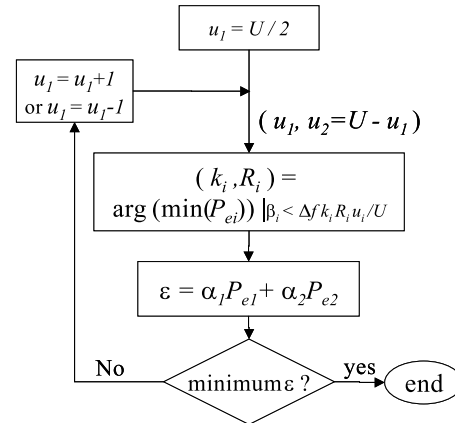 u₁ = U / 2
u₁ = u₁+1
or u₁ = u₁-1
( u₁, u₂=U - u₁ )
( kᵢ ,Rᵢ ) =
arg (min(Pₑᵢ)) |βᵢ < Δf kᵢ Rᵢ uᵢ/U
ε = α₁Pₑ₁+ α₂Pₑ₂
No
minimum ε ?
yes
end